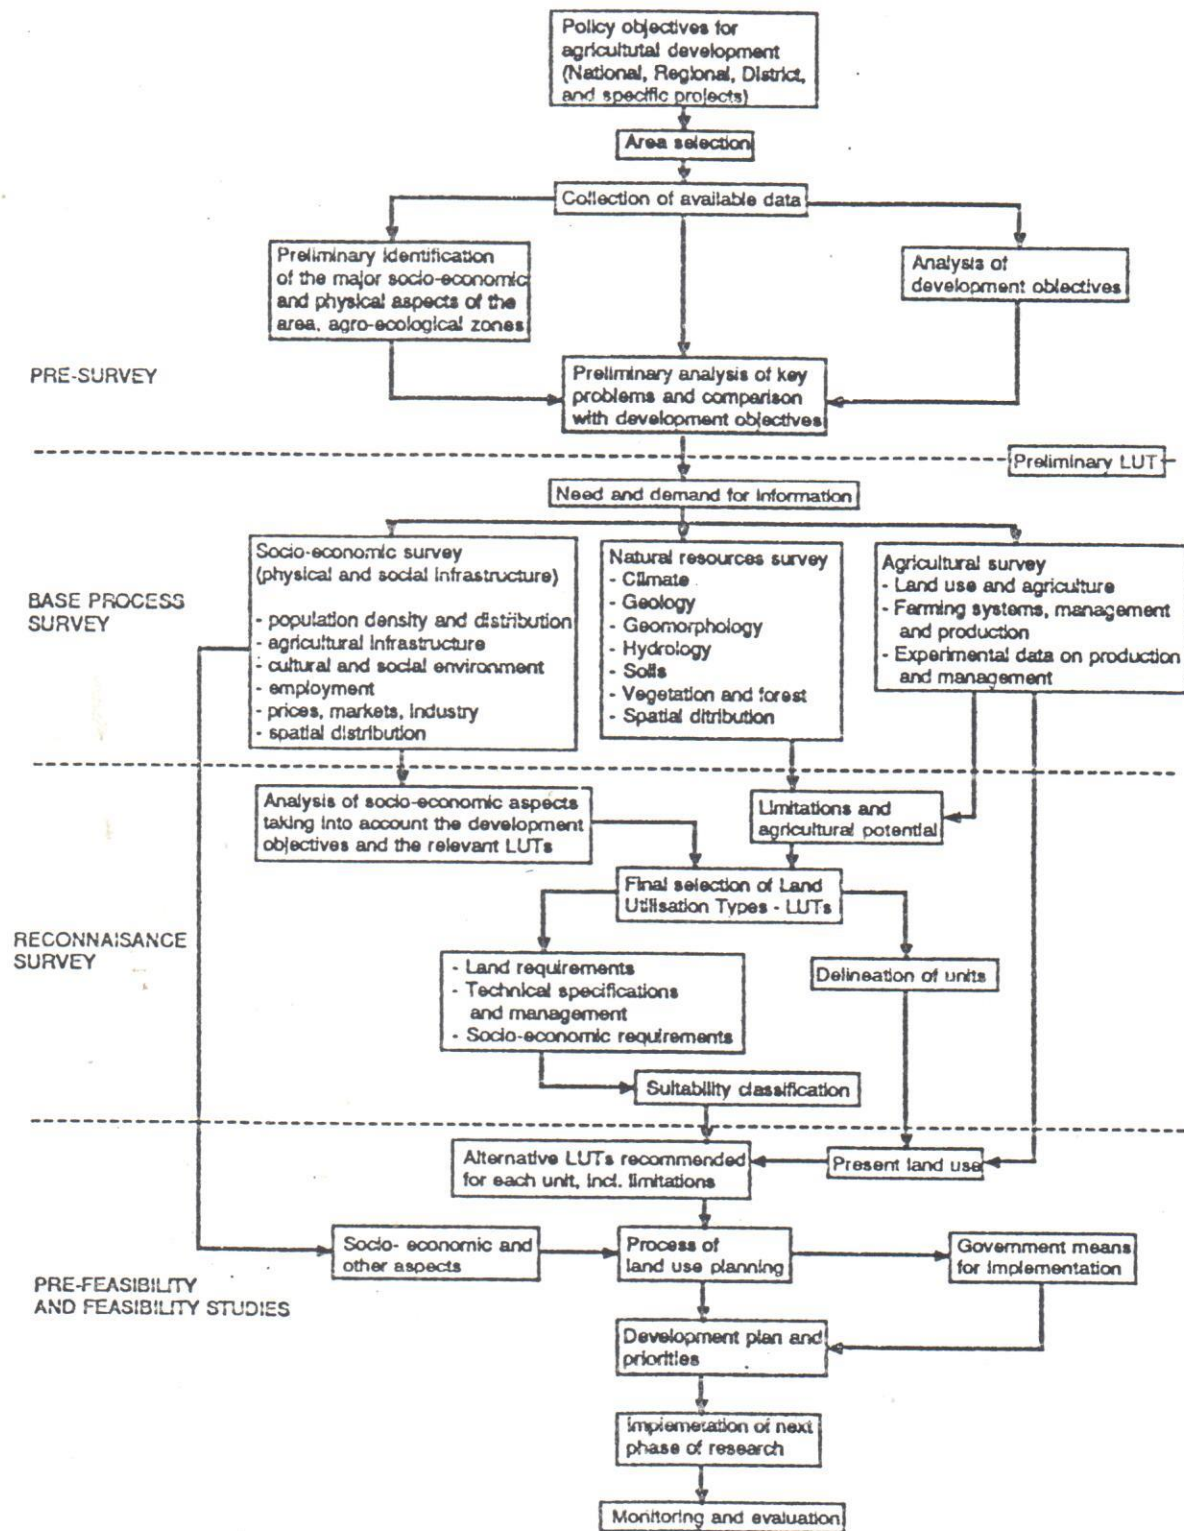 Policy objectives for
agricultutal development
(National, Regional, District,
and specific projects)
Area selection
Collection of available data
Preliminary identification
of the major socio-economic
and physical aspects of the
area, agro-ecological zones
Analysis of
development objectives
PRE-SURVEY
Preliminary analysis of key
problems and comparison
with development objectives
Preliminary LUT
Need and demand for information
BASE PROCESS
SURVEY
Socio-economic survey
(physical and social infrastructure)
- population density and distribution
- agricultural infrastructure
- cultural and social environment
- employment
- prices, markets, industry
- spatial distribution
Natural resources survey
- Climate
- Geology
- Geomorphology
- Hydrology
- Soils
- Vegetation and forest
- Spatial ditribution
Agricultural survey
- Land use and agriculture
- Farming systems, management
and production
- Experimental data on production
and management
Analysis of socio-economic aspects
taking into account the development
objectives and the relevant LUTs
Limitations and
agricultural potential
Final selection of Land
Utilisation Types - LUTs
RECONNAISANCE
SURVEY
- Land requirements
- Technical specifications
and management
- Socio-economic requirements
Delineation of units
Suitability classification
Alternative LUTs recommended
for each unit, incl. limitations
Present land use
PRE-FEASIBILITY
AND FEASIBILITY STUDIES
Socio- economic and
other aspects
Process of
land use planning
Government means
for implementation
Development plan and
priorities
Implemetation of next
phase of research
Monitoring and evaluation